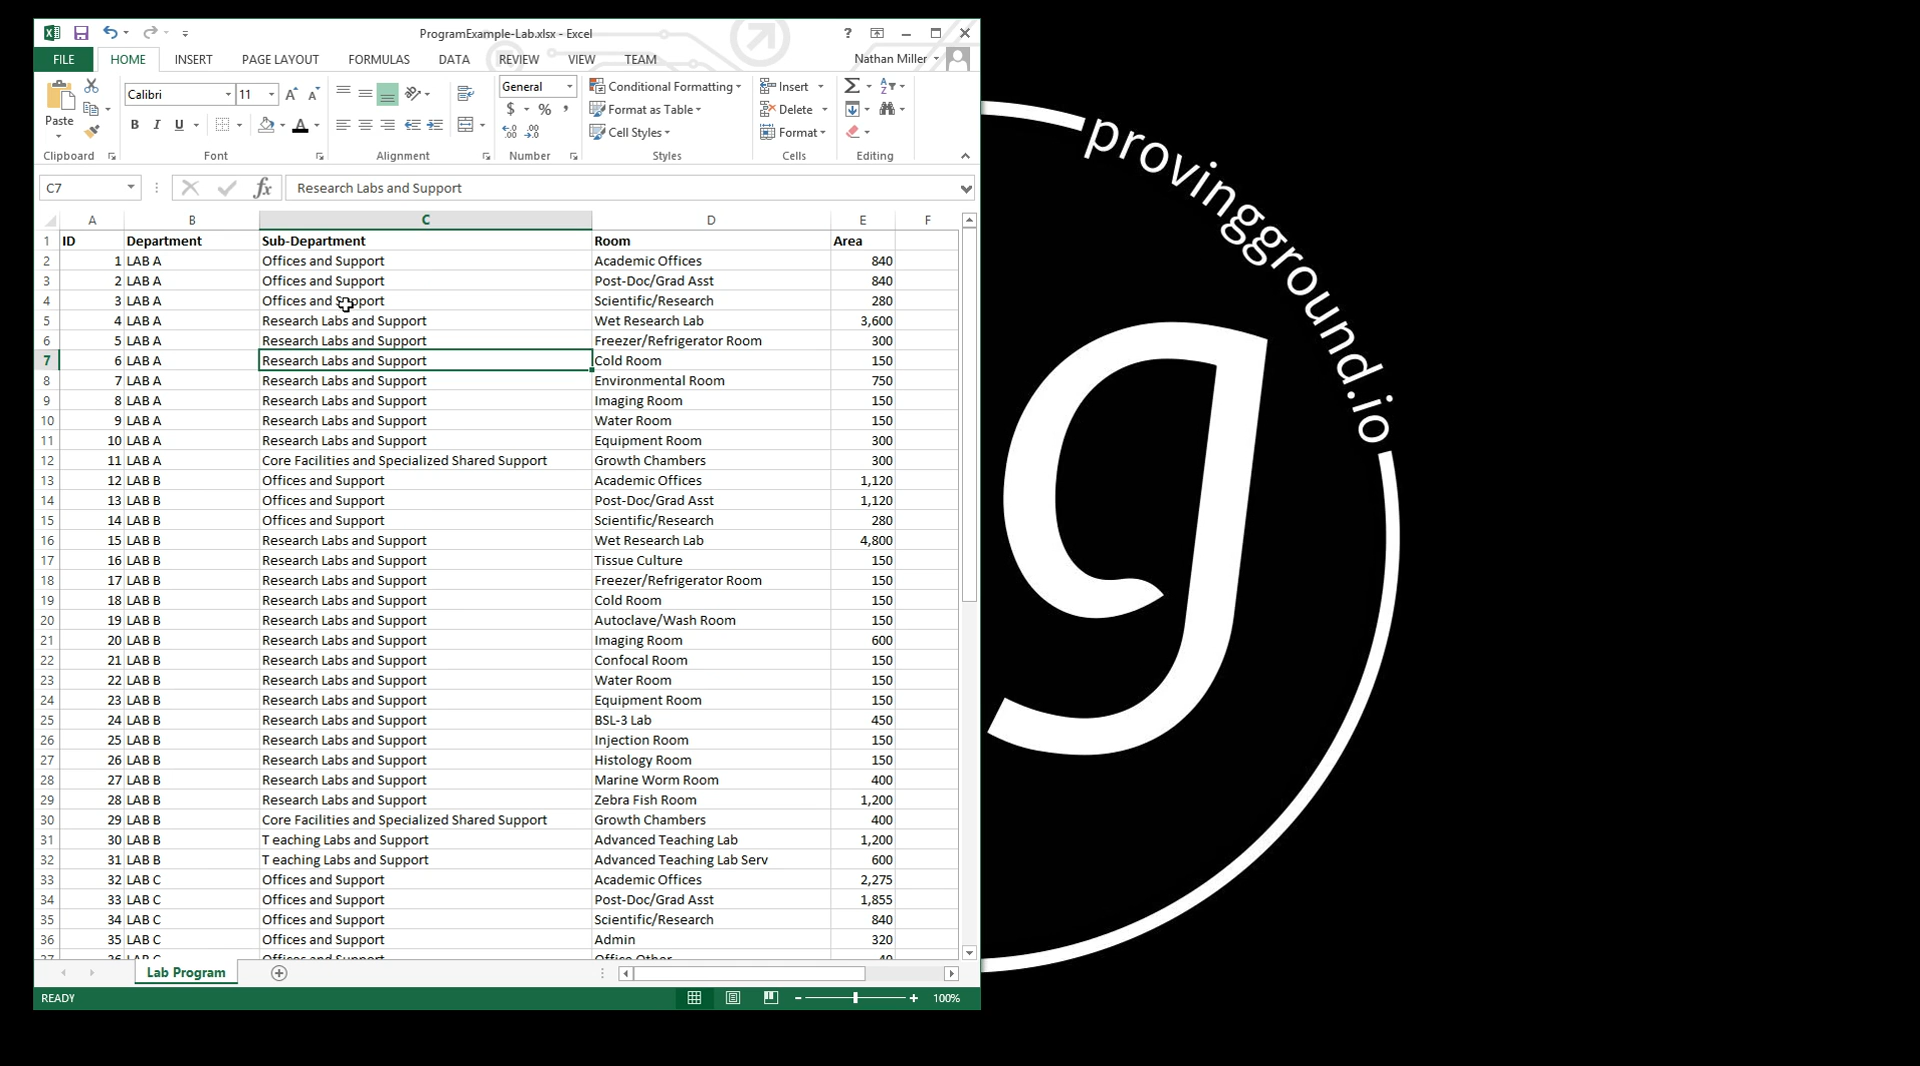 ProgramExample-Lab.xlsx - Excel
?
FILE HOME INSERT PAGE LAYOUT FORMULAS DATA REVIEW VIEW TEAM Nathan Miller
Paste
Calibri 11
B I U
General
$ % ,
Conditional Formatting
Format as Table
Cell Styles
Insert
Delete
Format
Clipboard Font Alignment Number Styles Cells Editing
C7 fx Research Labs and Support
A B C D E F
1 ID Department Sub-Department Room Area
2 1 LAB A Offices and Support Academic Offices 840
3 2 LAB A Offices and Support Post-Doc/Grad Asst 840
4 3 LAB A Offices and Support Scientific/Research 280
5 4 LAB A Research Labs and Support Wet Research Lab 3,600
6 5 LAB A Research Labs and Support Freezer/Refrigerator Room 300
7 6 LAB A Research Labs and Support Cold Room 150
8 7 LAB A Research Labs and Support Environmental Room 750
9 8 LAB A Research Labs and Support Imaging Room 150
10 9 LAB A Research Labs and Support Water Room 150
11 10 LAB A Research Labs and Support Equipment Room 300
12 11 LAB A Core Facilities and Specialized Shared Support Growth Chambers 300
13 12 LAB B Offices and Support Academic Offices 1,120
14 13 LAB B Offices and Support Post-Doc/Grad Asst 1,120
15 14 LAB B Offices and Support Scientific/Research 280
16 15 LAB B Research Labs and Support Wet Research Lab 4,800
17 16 LAB B Research Labs and Support Tissue Culture 150
18 17 LAB B Research Labs and Support Freezer/Refrigerator Room 150
19 18 LAB B Research Labs and Support Cold Room 150
20 19 LAB B Research Labs and Support Autoclave/Wash Room 150
21 20 LAB B Research Labs and Support Imaging Room 600
22 21 LAB B Research Labs and Support Confocal Room 150
23 22 LAB B Research Labs and Support Water Room 150
24 23 LAB B Research Labs and Support Equipment Room 150
25 24 LAB B Research Labs and Support BSL-3 Lab 450
26 25 LAB B Research Labs and Support Injection Room 150
27 26 LAB B Research Labs and Support Histology Room 150
28 27 LAB B Research Labs and Support Marine Worm Room 400
29 28 LAB B Research Labs and Support Zebra Fish Room 1,200
30 29 LAB B Core Facilities and Specialized Shared Support Growth Chambers 400
31 30 LAB B T eaching Labs and Support Advanced Teaching Lab 1,200
32 31 LAB B T eaching Labs and Support Advanced Teaching Lab Serv 600
33 32 LAB C Offices and Support Academic Offices 2,275
34 33 LAB C Offices and Support Post-Doc/Grad Asst 1,855
35 34 LAB C Offices and Support Scientific/Research 840
36 35 LAB C Offices and Support Admin 320
37 36 LAB C Offices and Support Office Other 40
Lab Program
READY 100%
provingground.io
g